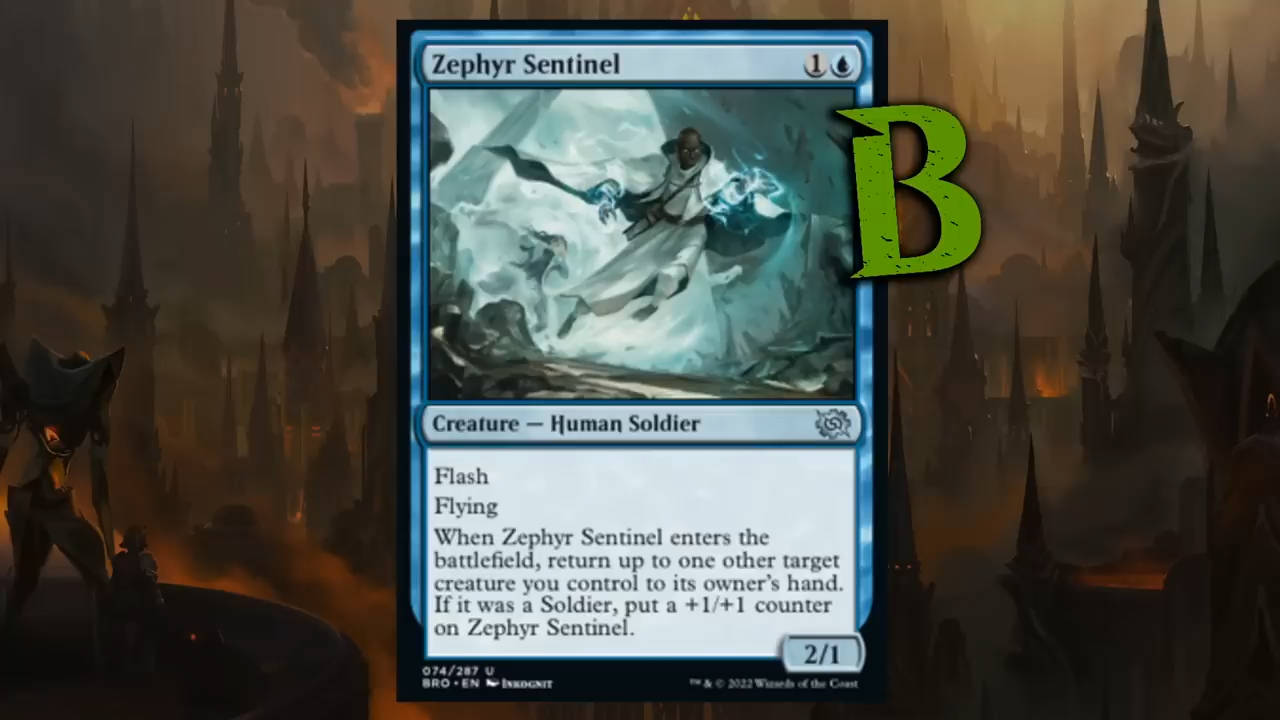 Zephyr Sentinel 1
B
Creature — Human Soldier
Flash
Flying
When Zephyr Sentinel enters the
battlefield, return up to one other target
creature you control to its owner's hand.
If it was a Soldier, put a +1/+1 counter
on Zephyr Sentinel.
2/1
074/287 U
BRO • EN Inkognit
™ & © 2022 Wizards of the Coast